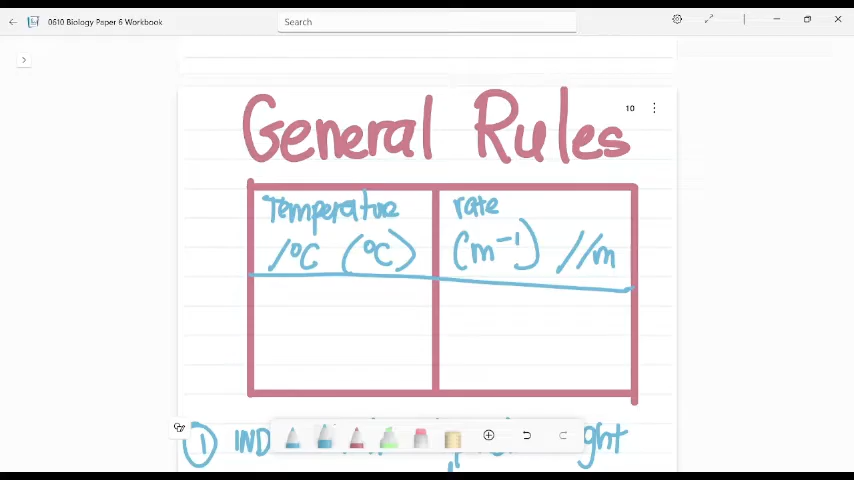 0610 Biology Paper 6 Workbook
Search
General Rules
10
Temperature
/°C (°C)
rate
(m⁻¹) //m
① IND
ght